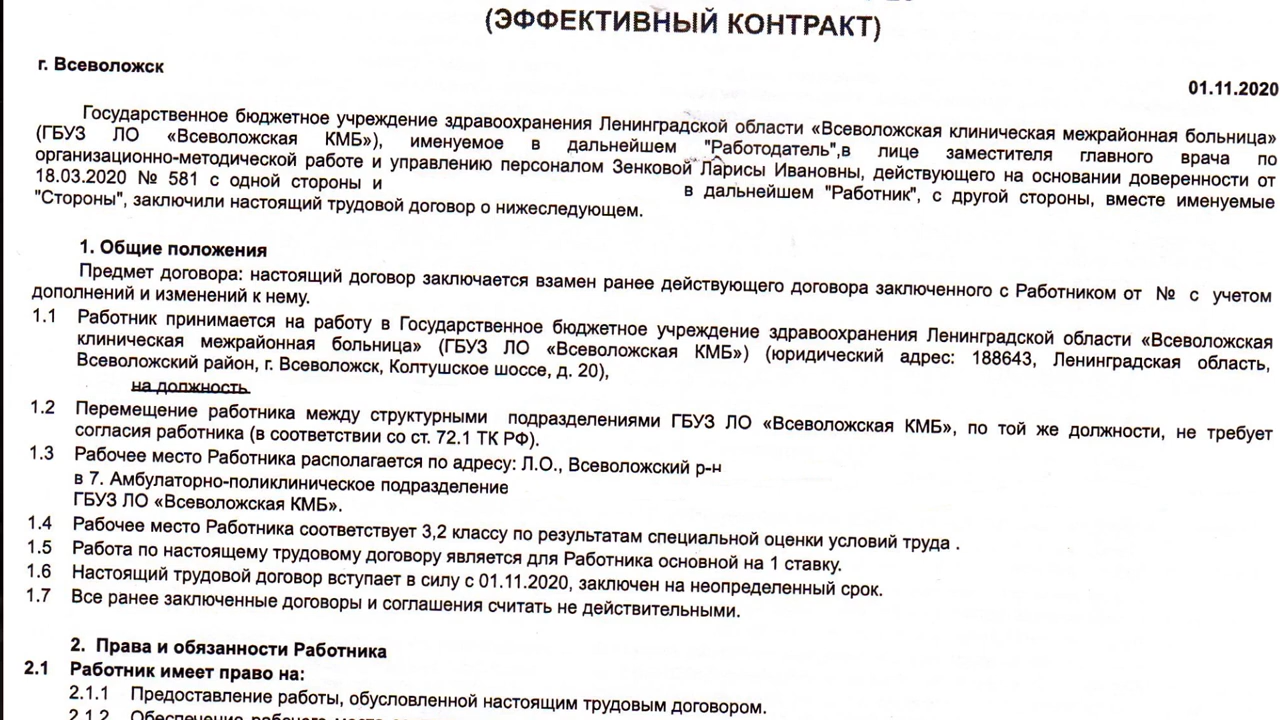 (ЭФФЕКТИВНЫЙ КОНТРАКТ)
г. Всеволожск
01.11.2020
Государственное бюджетное учреждение здравоохранения Ленинградской области «Всеволожская клиническая межрайонная больница»
(ГБУЗ ЛО «Всеволожская КМБ»), именуемое в дальнейшем "Работодатель",в лице заместителя главного врача по
организационно-методической работе и управлению персоналом Зенковой Ларисы Ивановны, действующего на основании доверенности от
18.03.2020 № 581 с одной стороны и в дальнейшем "Работник", с другой стороны, вместе именуемые
"Стороны", заключили настоящий трудовой договор о нижеследующем.
1. Общие положения
Предмет договора: настоящий договор заключается взамен ранее действующего договора заключенного с Работником от № с учетом
дополнений и изменений к нему.
1.1 Работник принимается на работу в Государственное бюджетное учреждение здравоохранения Ленинградской области «Всеволожская
клиническая межрайонная больница» (ГБУЗ ЛО «Всеволожская КМБ») (юридический адрес: 188643, Ленинградская область,
Всеволожский район, г. Всеволожск, Колтушское шоссе, д. 20),
на должность
1.2 Перемещение работника между структурными подразделениями ГБУЗ ЛО «Всеволожская КМБ», по той же должности, не требует
согласия работника (в соответствии со ст. 72.1 ТК РФ).
1.3 Рабочее место Работника располагается по адресу: Л.О., Всеволожский р-н
в 7. Амбулаторно-поликлиническое подразделение
ГБУЗ ЛО «Всеволожская КМБ».
1.4 Рабочее место Работника соответствует 3,2 классу по результатам специальной оценки условий труда .
1.5 Работа по настоящему трудовому договору является для Работника основной на 1 ставку.
1.6 Настоящий трудовой договор вступает в силу с 01.11.2020, заключен на неопределенный срок.
1.7 Все ранее заключенные договоры и соглашения считать не действительными.
2. Права и обязанности Работника
2.1 Работник имеет право на:
2.1.1 Предоставление работы, обусловленной настоящим трудовым договором.
2.1.2 Обеспечение рабочего места